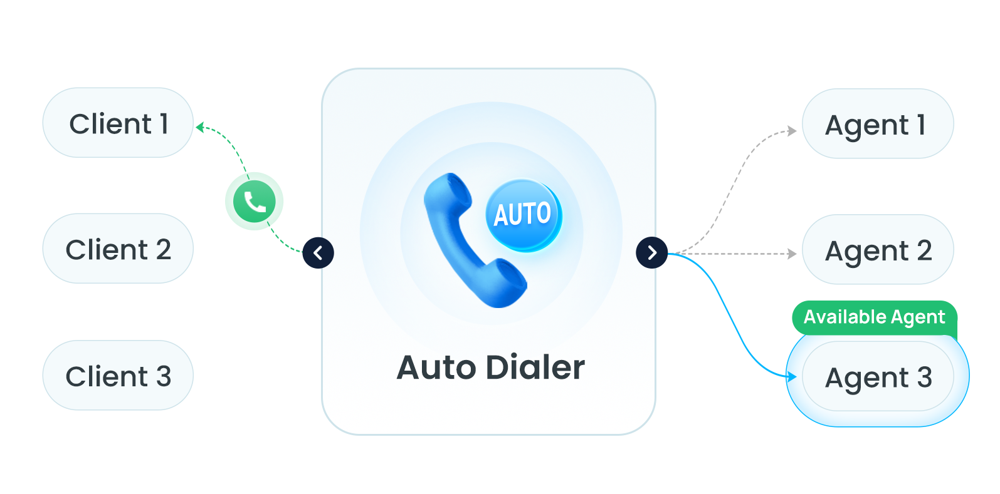 Client 1
Client 2
Client 3
AUTO
Auto Dialer
Agent 1
Agent 2
Available Agent
Agent 3